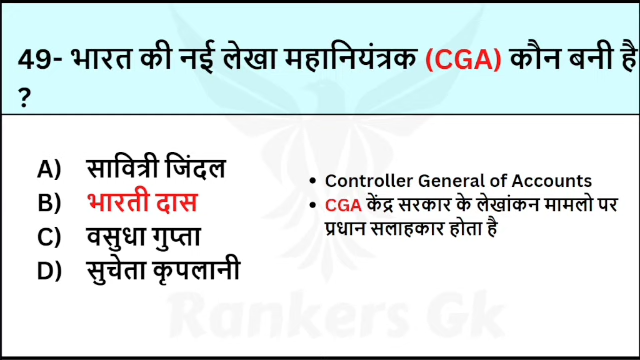 49- भारत की नई लेखा महानियंत्रक (CGA) कौन बनी है
?
A) सावित्री जिंदल
B) भारती दास
C) वसुधा गुप्ता
D) सुचेता कृपलानी
• Controller General of Accounts
• CGA केंद्र सरकार के लेखांकन मामलो पर
प्रधान सलाहकार होता है
Rankers Gk